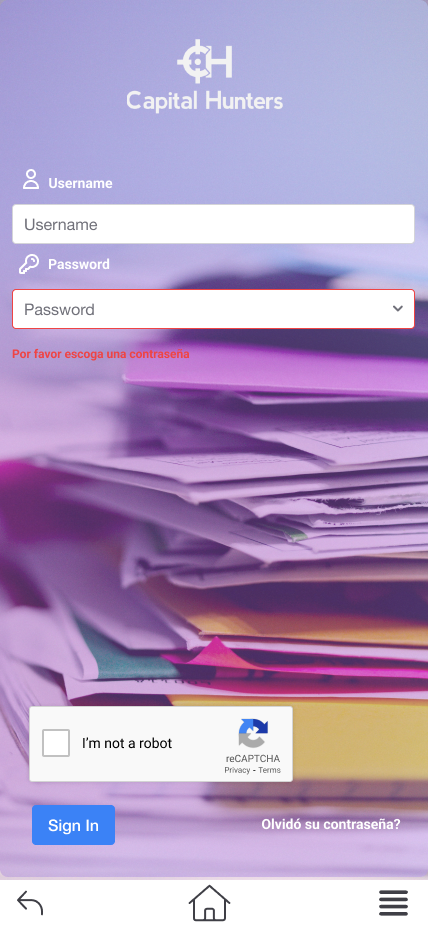 CH
Capital Hunters
Username
Username
Password
Password
Por favor escoga una contraseña
I'm not a robot
reCAPTCHA
Privacy - Terms
Sign In
Olvidó su contraseña?